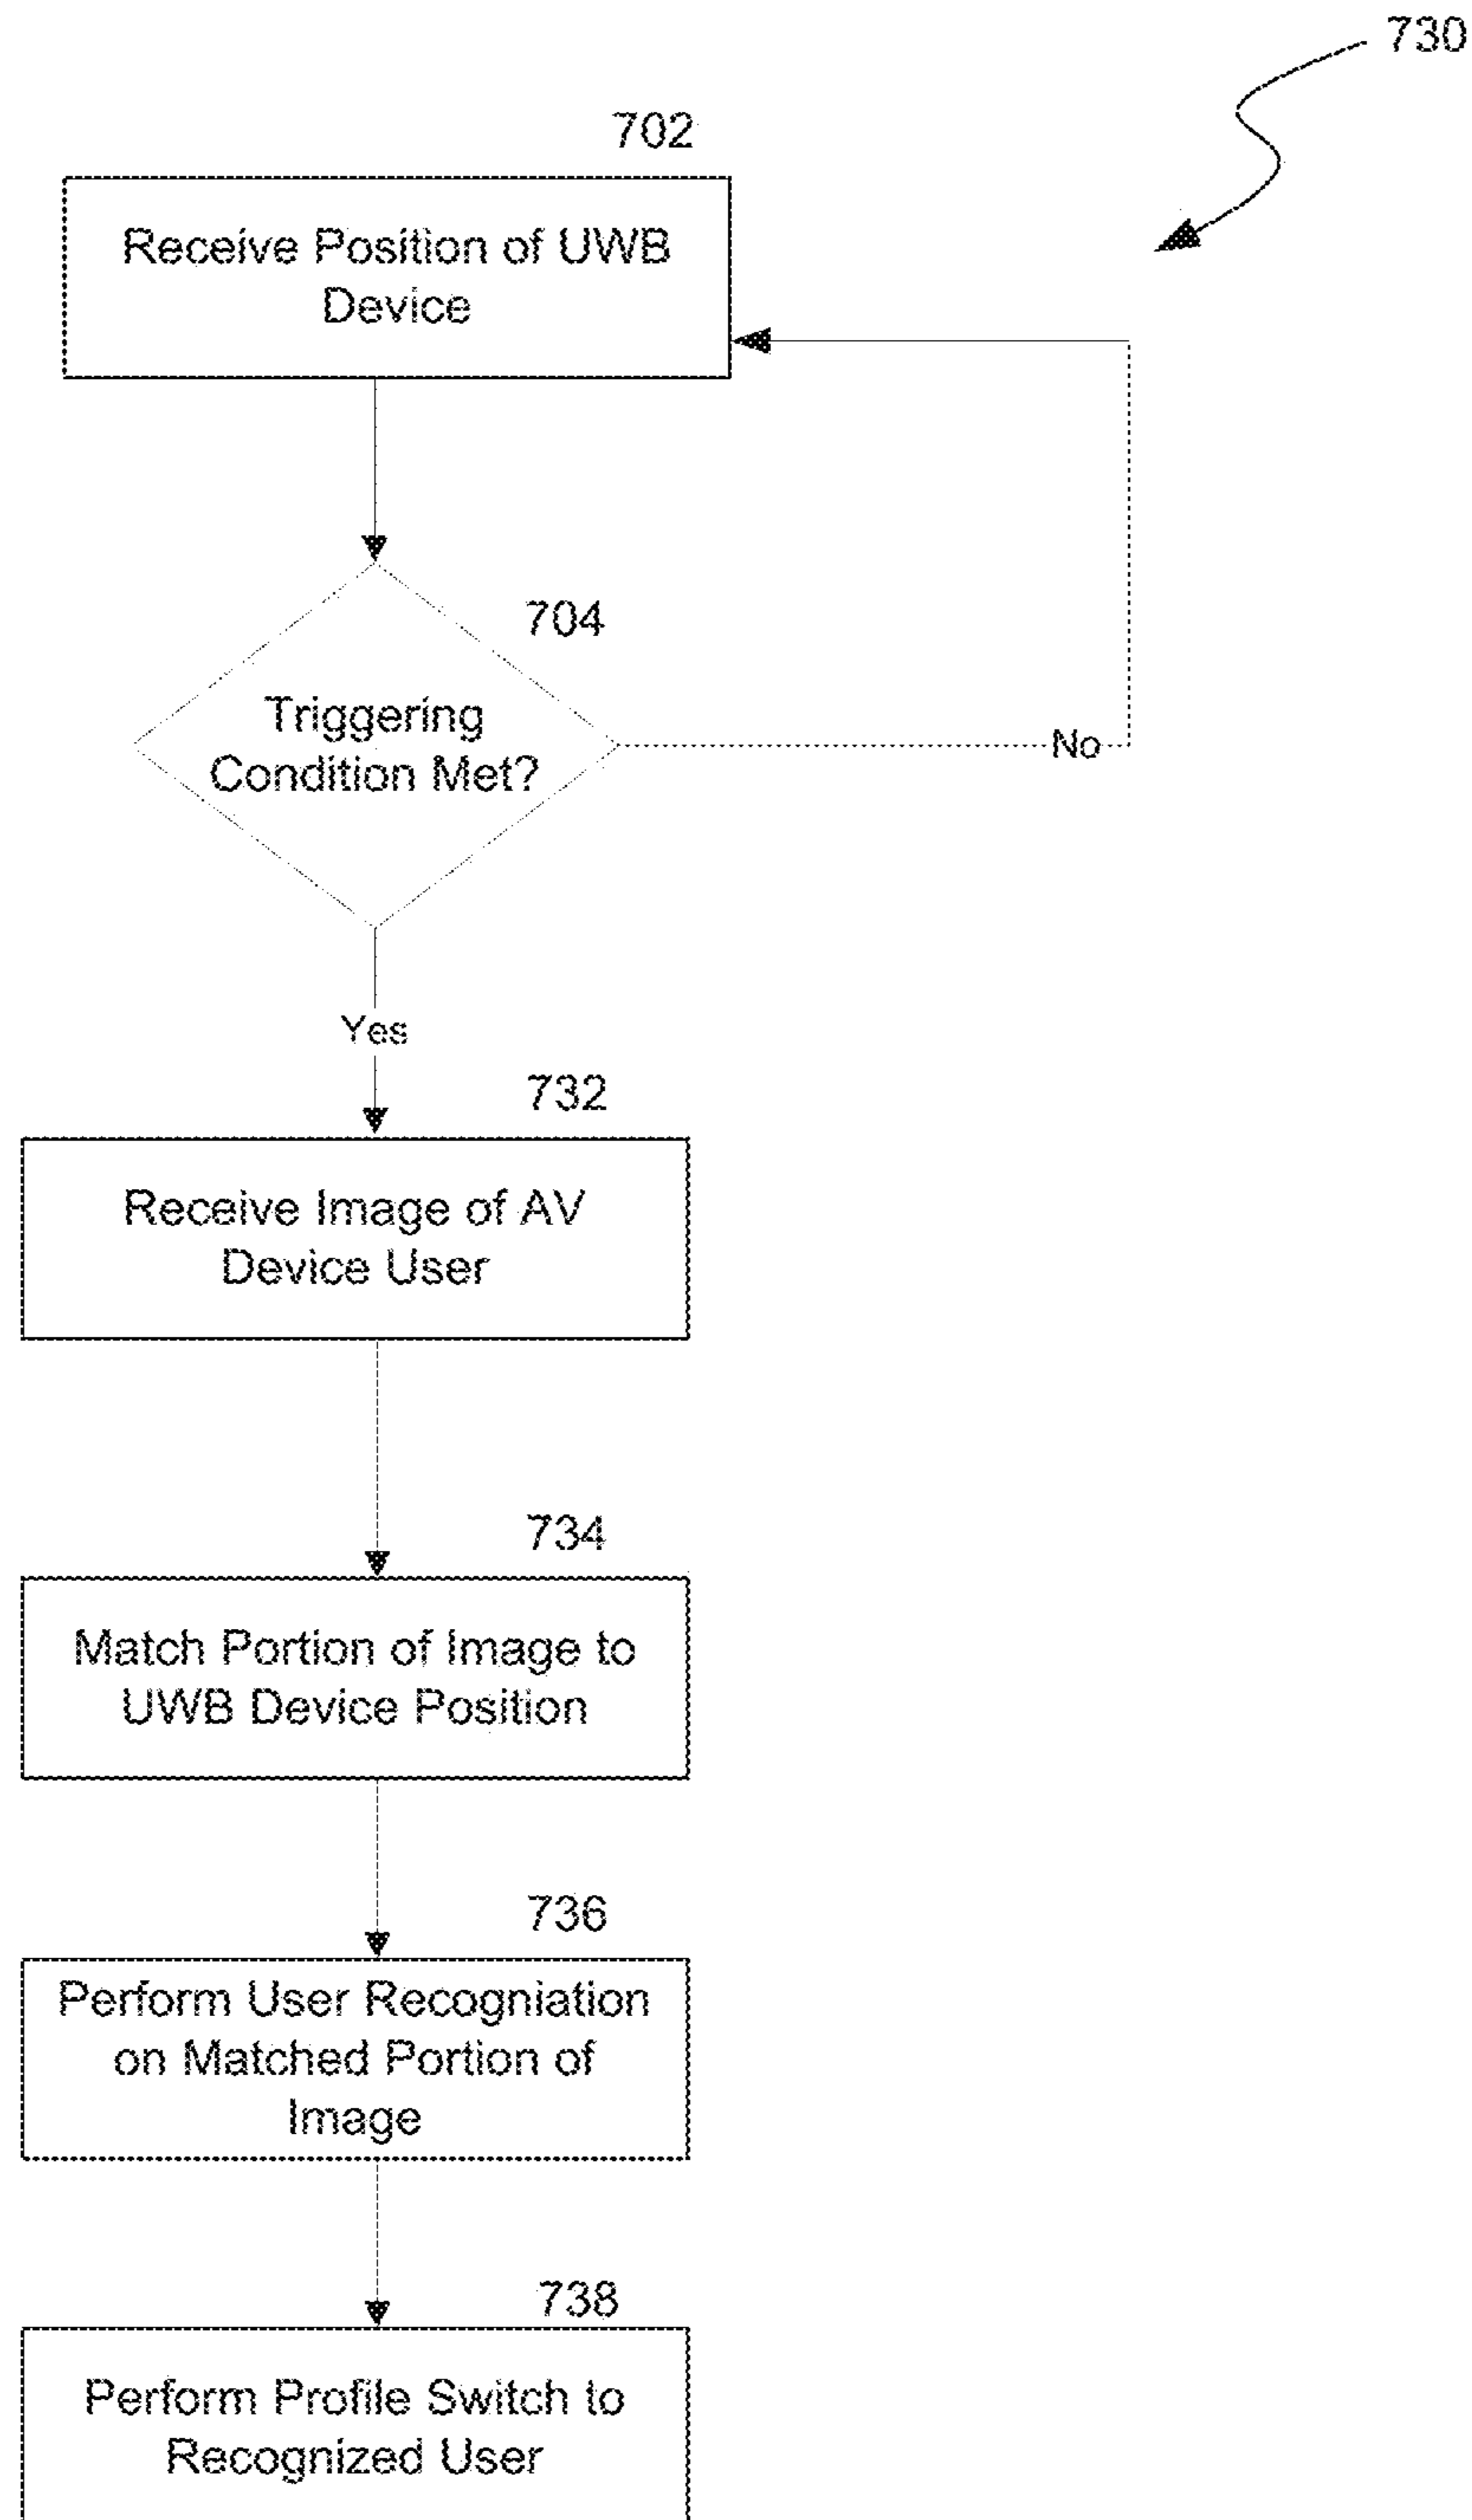 730
702
Receive Position of UWB
Device
704
Triggering
Condition Met?
No
Yes
732
Receive Image of AV
Device User
734
Match Portion of Image to
UWB Device Position
736
Perform User Recogniation
on Matched Portion of
Image
738
Perform Profile Switch to
Recognized User